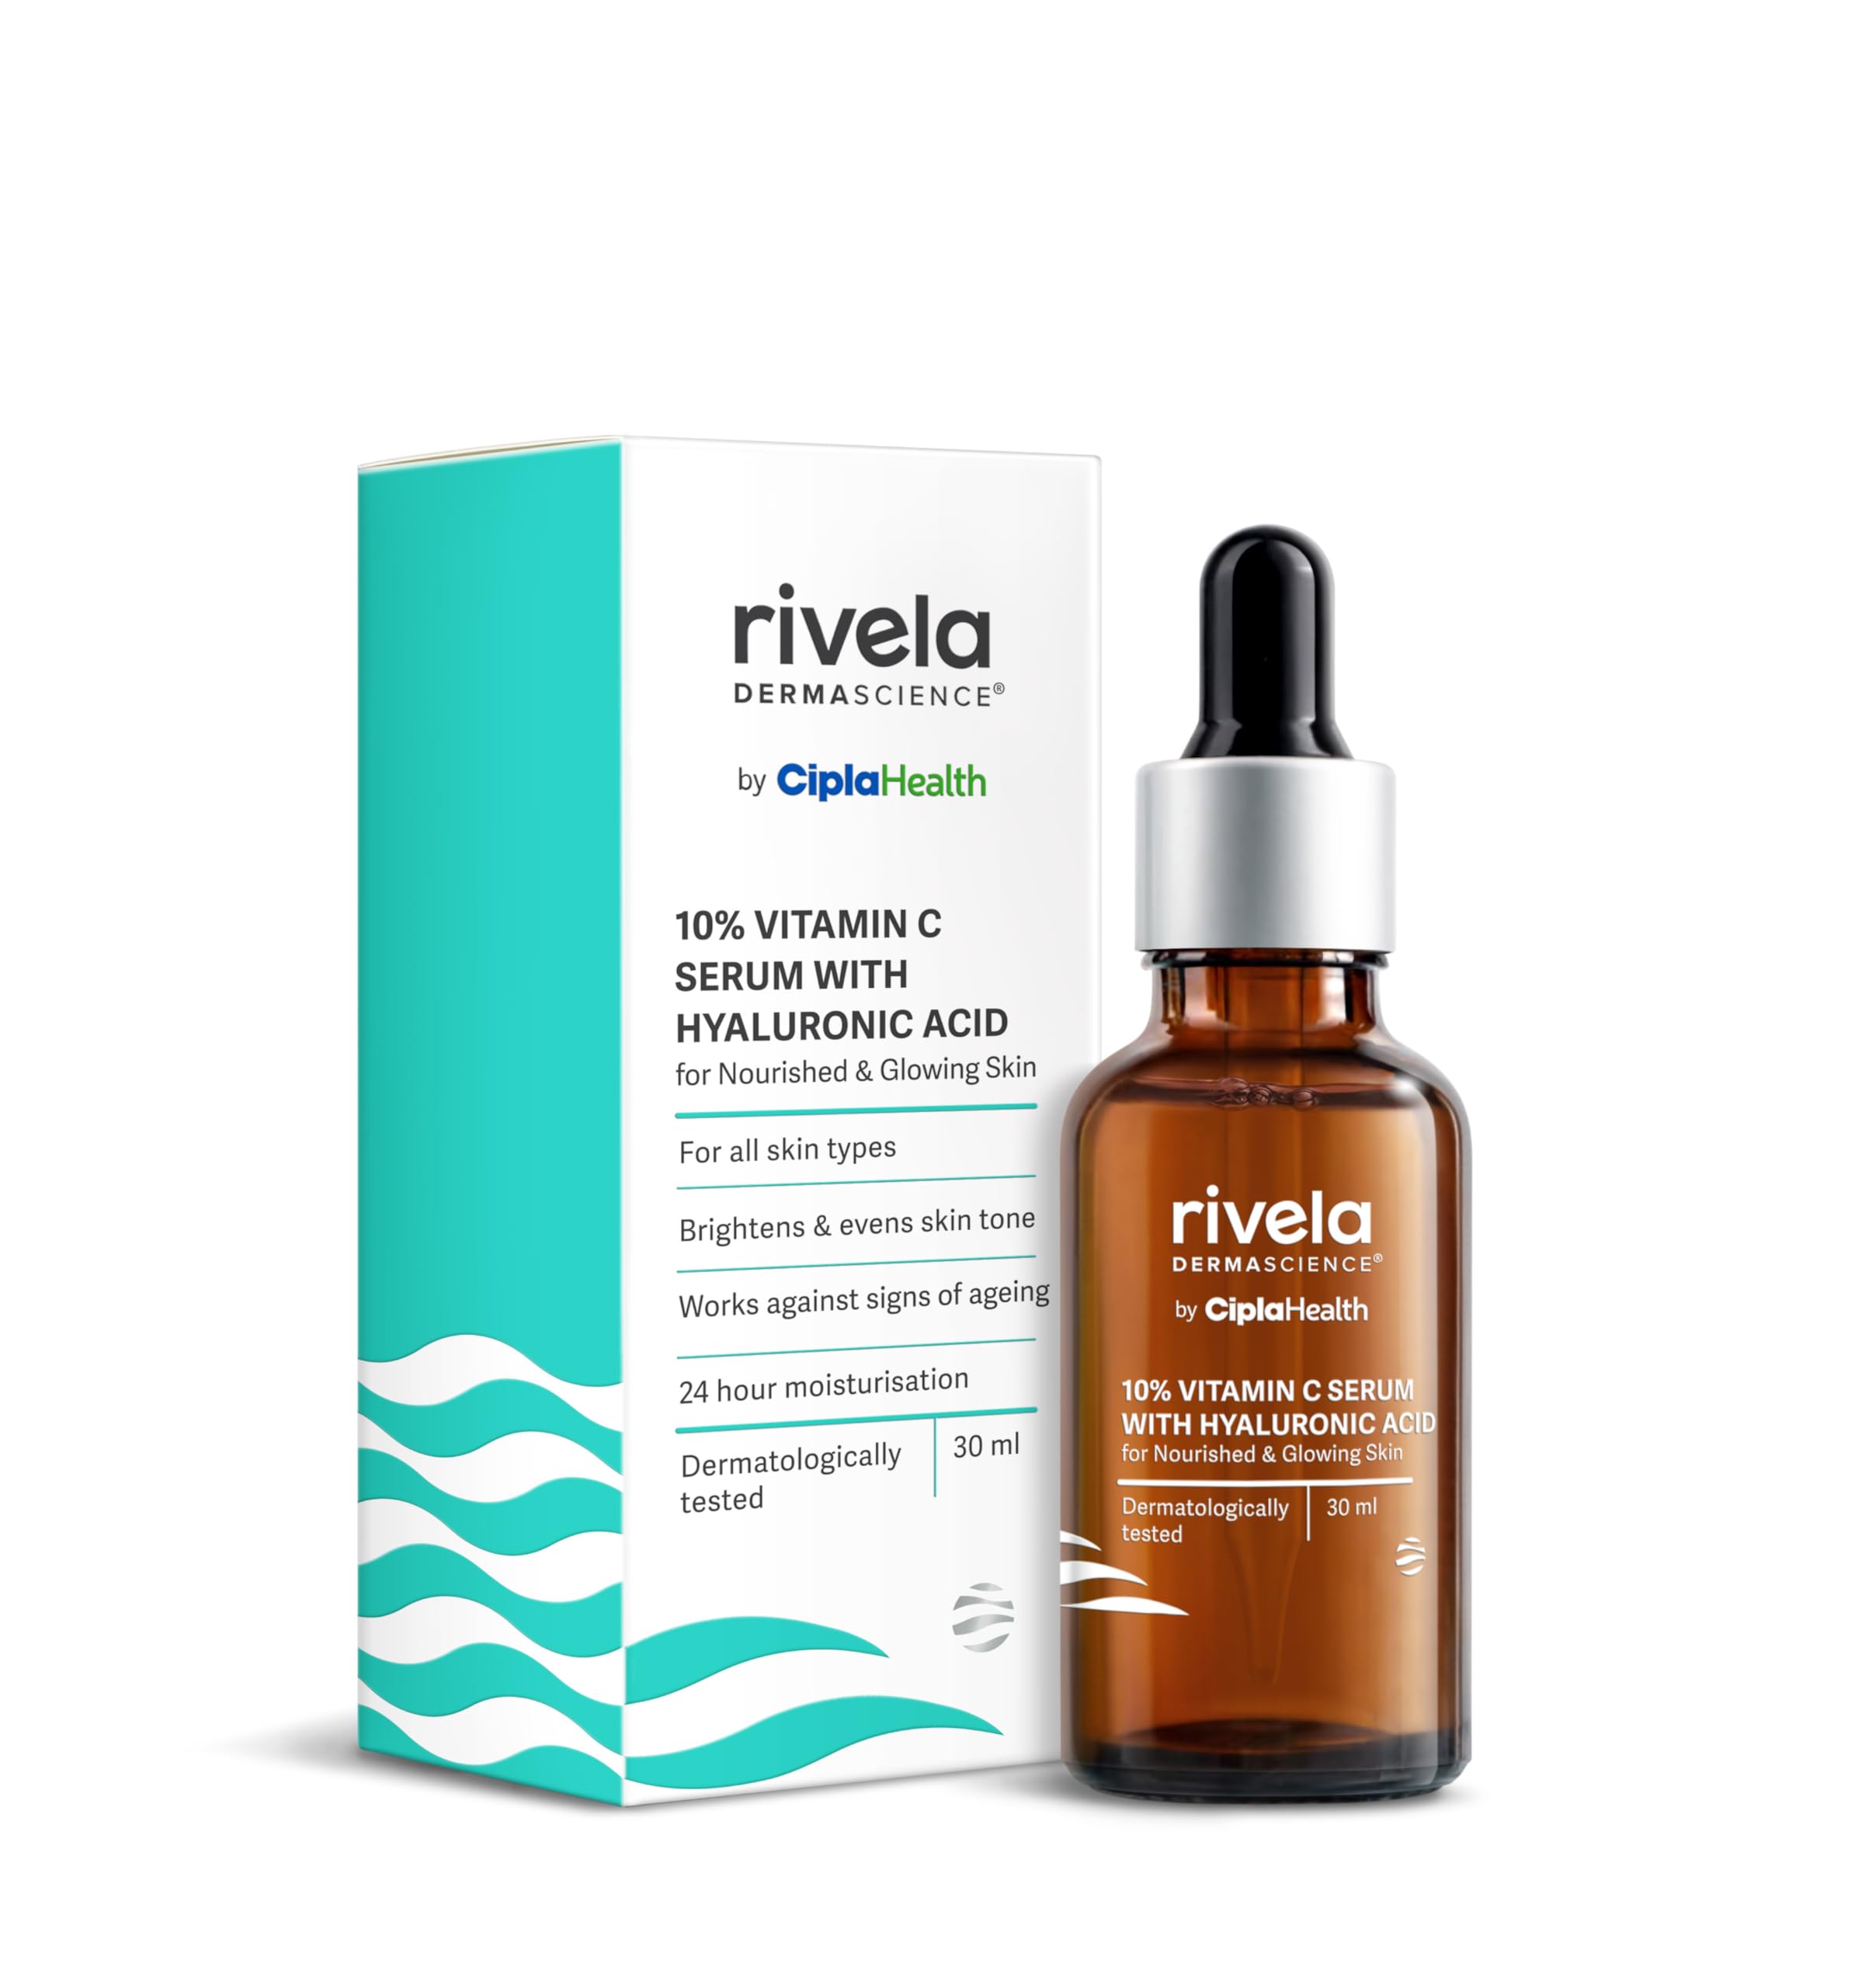 rivela
DERMASCIENCE®
by CiplaHealth
10% VITAMIN C
SERUM WITH
HYALURONIC ACID
for Nourished & Glowing Skin
For all skin types
Brightens & evens skin tone
Works against signs of ageing
24 hour moisturisation
Dermatologically
tested
30 ml
rivela
DERMASCIENCE®
by CiplaHealth
10% VITAMIN C SERUM
WITH HYALURONIC ACID
for Nourished & Glowing Skin
Dermatologically
tested
30 ml